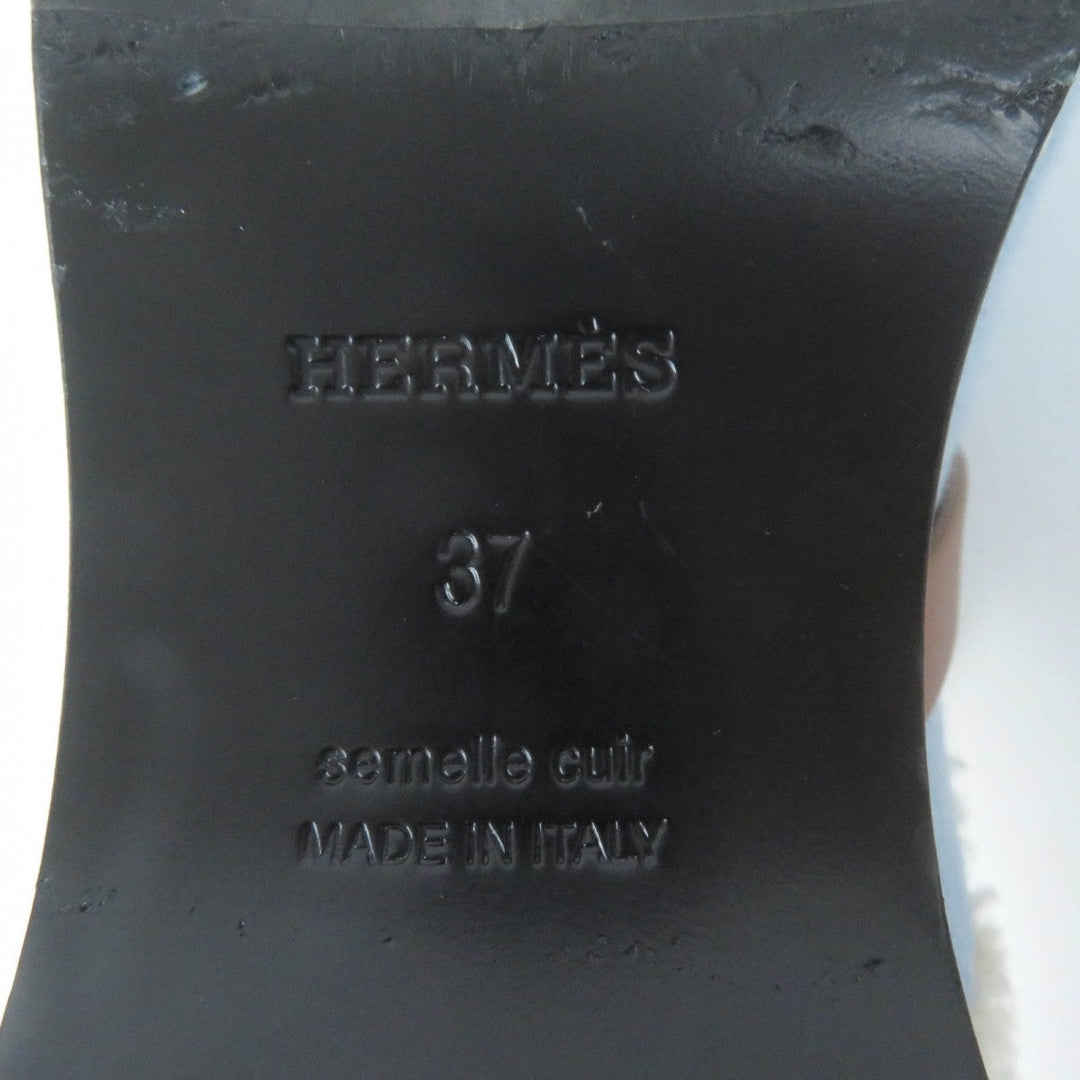 HERMÈS
37
semelle cuir
MADE IN ITALY